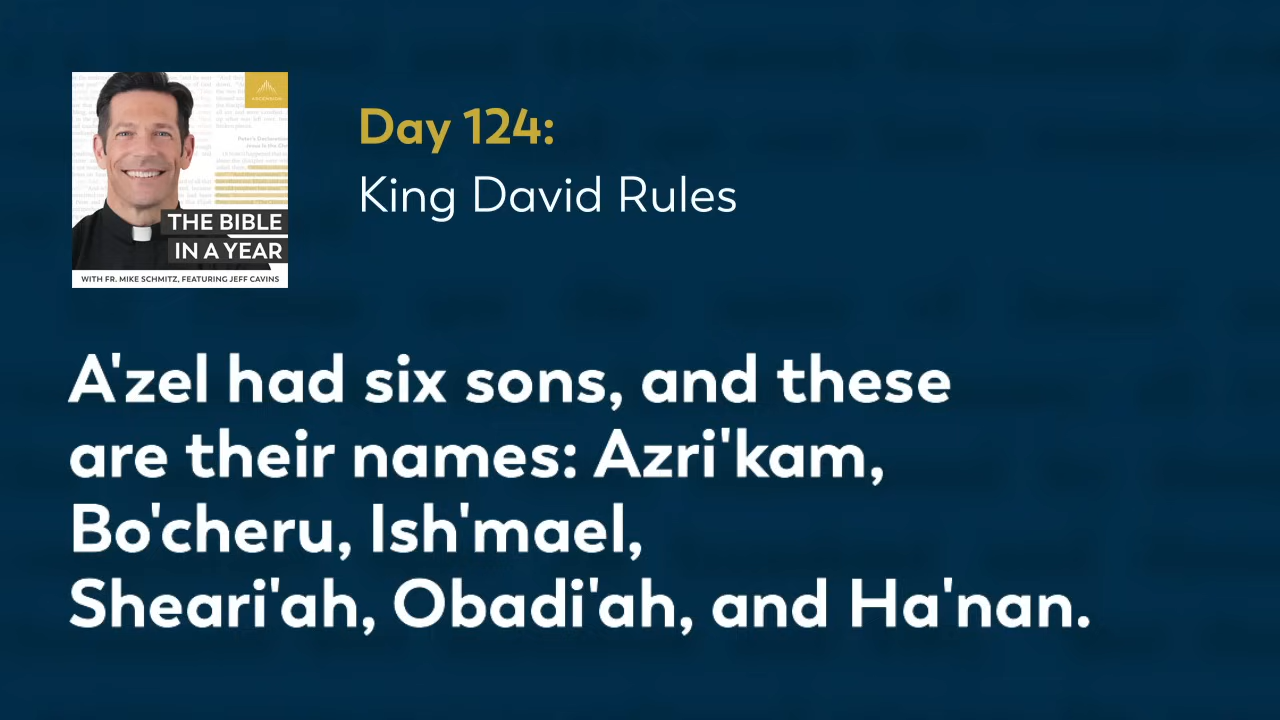 ASCENSION
THE BIBLE
IN A YEAR
WITH FR. MIKE SCHMITZ, FEATURING JEFF CAVINS
Day 124:
King David Rules
A'zel had six sons, and these
are their names: Azri'kam,
Bo'cheru, Ish'mael,
Sheari'ah, Obadi'ah, and Ha'nan.